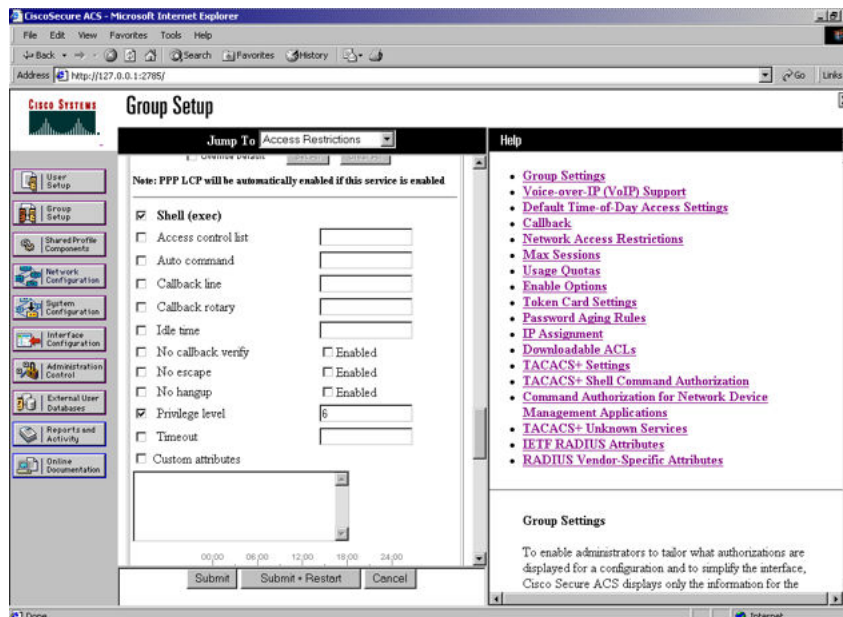 CiscoSecure ACS - Microsoft Internet Explorer
File Edit View Favorites Tools Help
Back Search Favorites History
Address http://127.0.0.1:2785/ Go Links
CISCO SYSTEMS
Group Setup
Jump To Access Restrictions
Help
User Setup
Group Setup
Shared Profile Components
Network Configuration
System Configuration
Interface Configuration
Administration Control
External User Databases
Reports and Activity
Online Documentation
Note: PPP LCP will be automatically enabled if this service is enabled
Shell (exec)
Access control list
Auto command
Callback line
Callback rotary
Idle time
No callback verify Enabled
No escape Enabled
No hangup Enabled
Privilege level 6
Timeout
Custom attributes
00:00 06:00 12:00 18:00 24:00
Submit Submit + Restart Cancel
Group Settings
Voice-over-IP (VoIP) Support
Default Time-of-Day Access Settings
Callback
Network Access Restrictions
Max Sessions
Usage Quotas
Enable Options
Token Card Settings
Password Aging Rules
IP Assignment
Downloadable ACLs
TACACS+ Settings
TACACS+ Shell Command Authorization
Command Authorization for Network Device
Management Applications
TACACS+ Unknown Services
IETF RADIUS Attributes
RADIUS Vendor-Specific Attributes
Group Settings
To enable administrators to tailor what authorizations are
displayed for a configuration and to simplify the interface,
Cisco Secure ACS displays only the information for the
Done
Internet